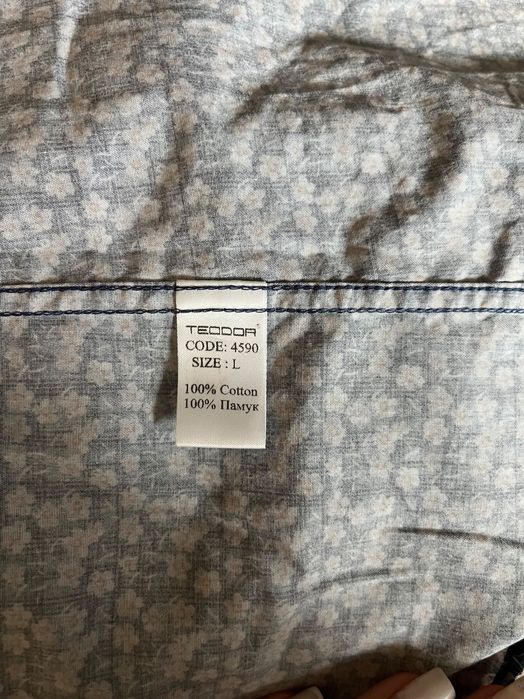 TEODOR
CODE: 4590
SIZE : L
100% Cotton
100% Памук